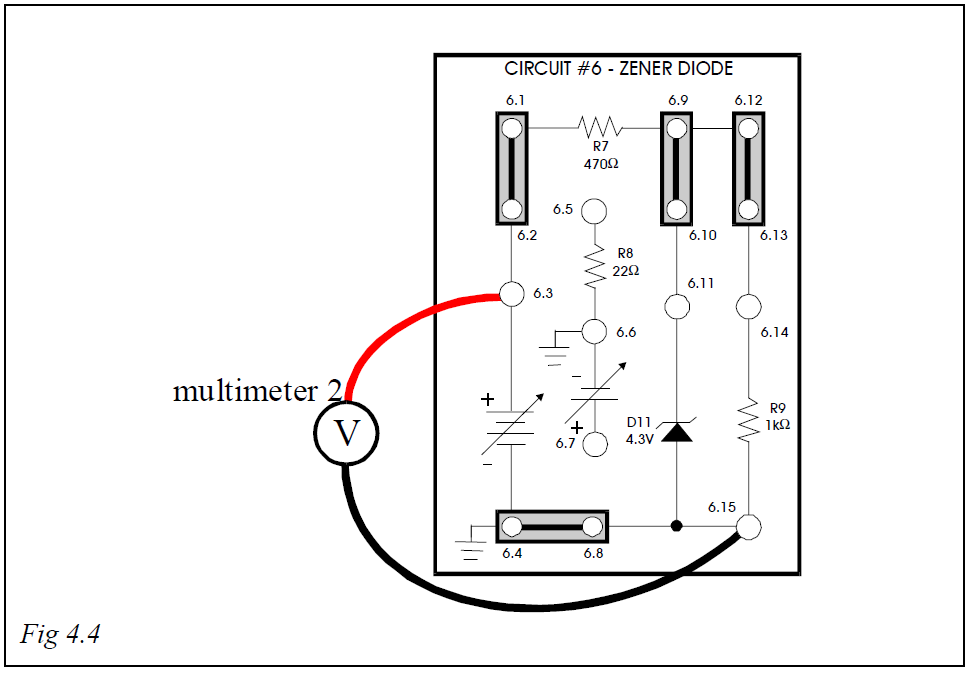 CIRCUIT #6 - ZENER DIODE
6.1
6.9
6.12
R7
470Ω
6.5
6.2
6.10
6.13
R8
22Ω
6.3
6.11
6.6
6.14
multimeter 2
V
+
-
-
+
6.7
D11
4.3V
R9
1kΩ
6.15
6.4
6.8
Fig 4.4